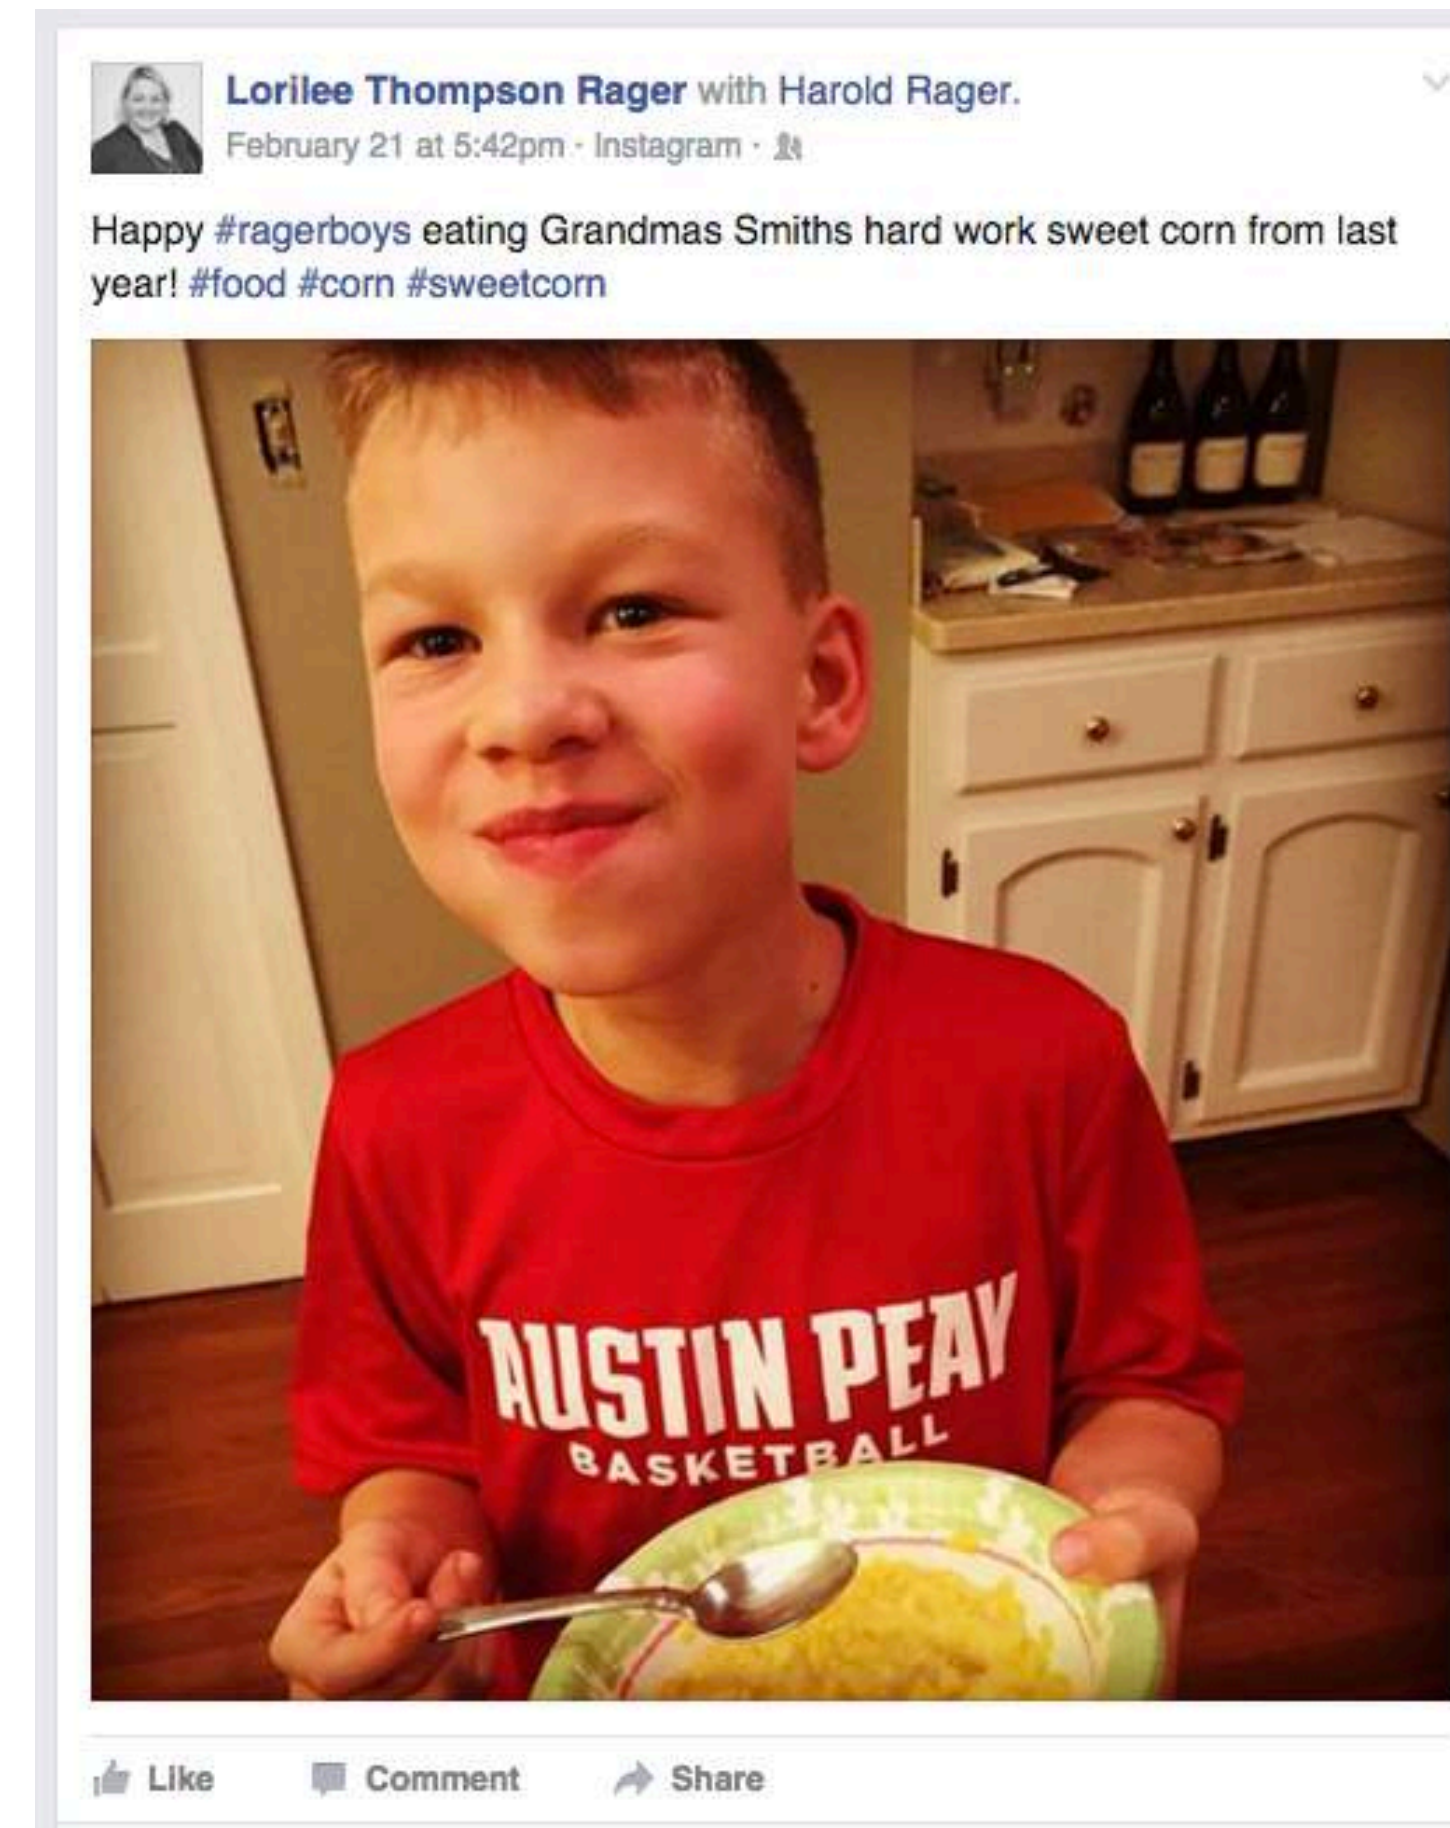 Lorilee Thompson Rager with Harold Rager.
February 21 at 5:42pm · Instagram ·
Happy #ragerboys eating Grandmas Smiths hard work sweet corn from last
year! #food #corn #sweetcorn
AUSTIN PEAY
BASKETBALL
Like Comment Share